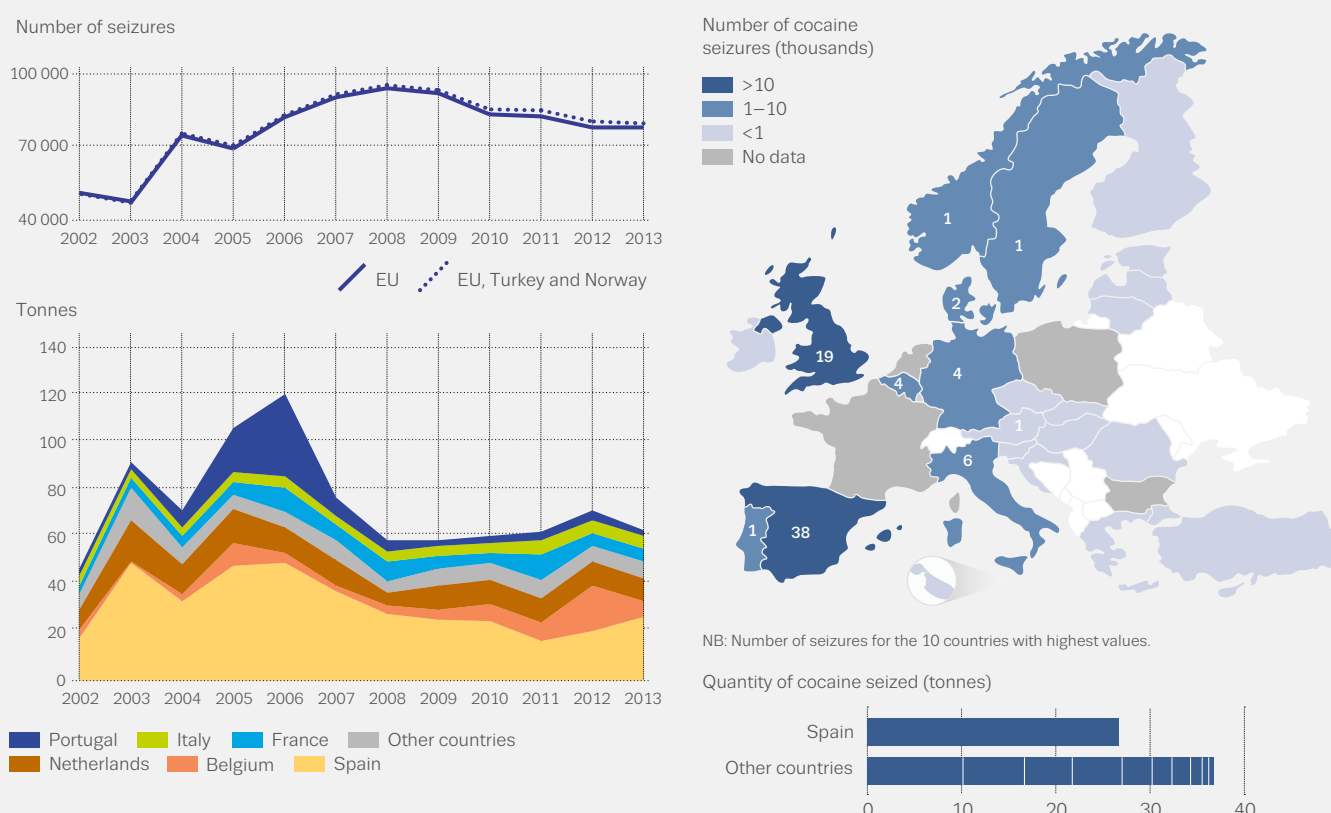 Number of seizures
100 000
70 000
40 000
2002 2003 2004 2005 2006 2007 2008 2009 2010 2011 2012 2013
EU
EU, Turkey and Norway
Tonnes
140
120
100
80
60
40
20
0
2002 2003 2004 2005 2006 2007 2008 2009 2010 2011 2012 2013
Portugal Italy France Other countries
Netherlands Belgium Spain
Number of cocaine
seizures (thousands)
>10
1–10
<1
No data
1
1
2
19
4
4
1
6
1
38
NB: Number of seizures for the 10 countries with highest values.
Quantity of cocaine seized (tonnes)
Spain
Other countries
0 10 20 30 40